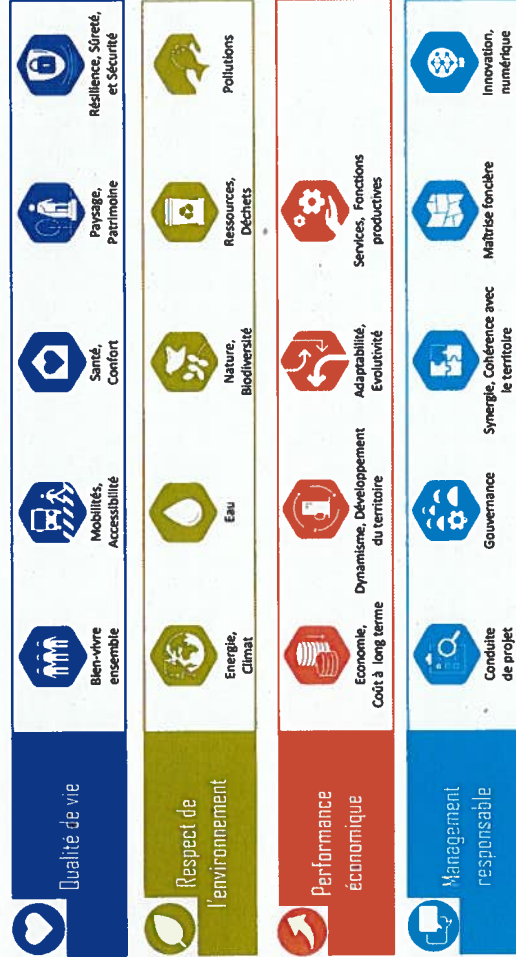 Qualité de vie
Bien-vivre
ensemble
Mobilités,
Accessibilité
Santé,
Confort
Paysage,
Patrimoine
Résilience, Sûreté,
et Sécurité
Respect de
l'environnement
Energie,
Climat
Eau
Nature,
Biodiversité
Ressources,
Déchets
Pollutions
Performance
économique
Economie,
Coût à long terme
Dynamisme, Développement
du territoire
Adaptabilité,
Evolutivité
Services, Fonctions
productives
Management
responsable
Conduite
de projet
Gouvernance
Synergie, Cohérence avec
le territoire
Maîtrise foncière
Innovation,
numérique